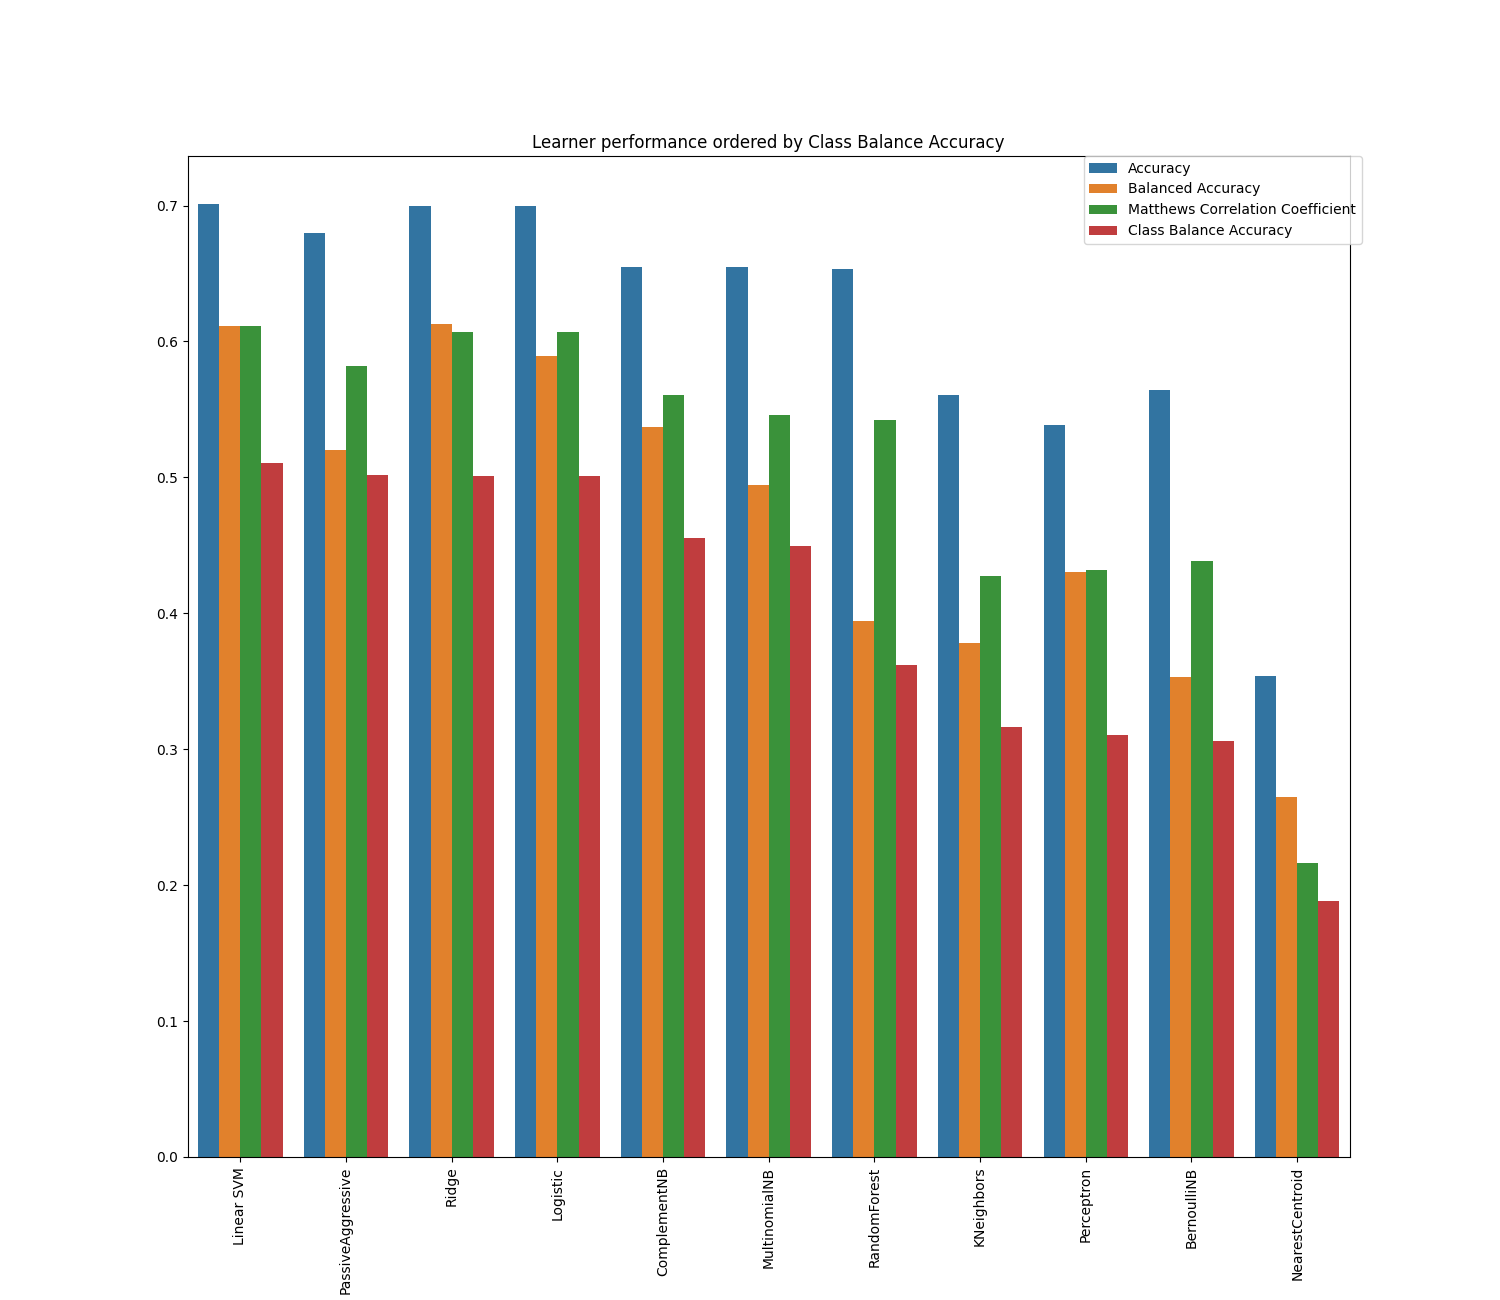 Learner performance ordered by Class Balance Accuracy
Accuracy
Balanced Accuracy
Matthews Correlation Coefficient
Class Balance Accuracy
0.7
0.6
0.5
0.4
0.3
0.2
0.1
0.0
Linear SVM
PassiveAggressive
Ridge
Logistic
ComplementNB
MultinomialNB
RandomForest
KNeighbors
Perceptron
BernoulliNB
NearestCentroid